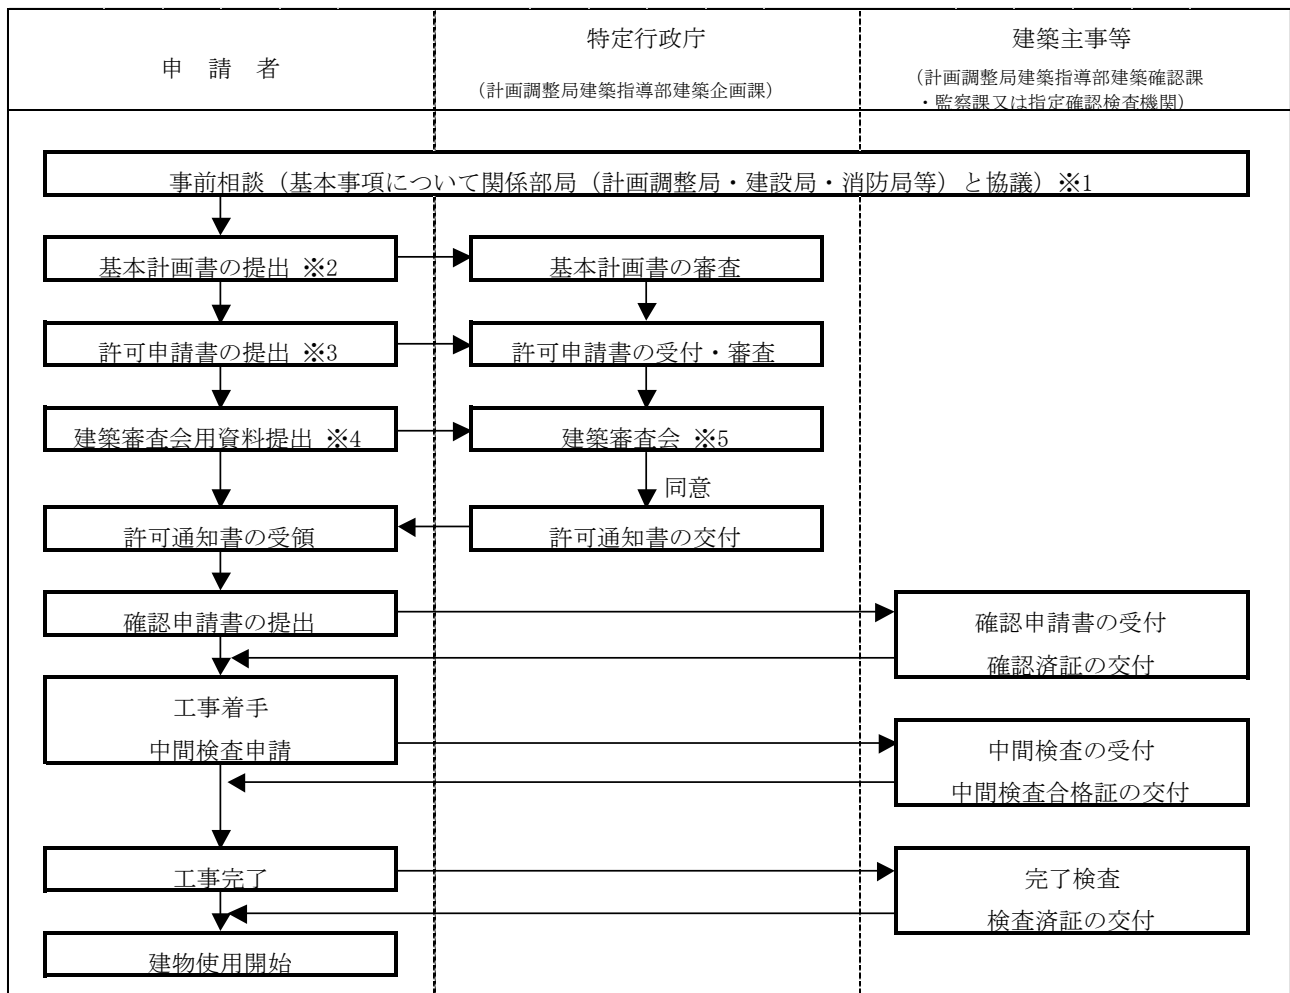 申　請　者
特定行政庁
(計画調整局建築指導部建築企画課)
建築主事等
(計画調整局建築指導部建築確認課
・監察課又は指定確認検査機関)
事前相談（基本事項について関係部局（計画調整局・建設局・消防局等）と協議）※1
基本計画書の提出 ※2
基本計画書の審査
許可申請書の提出 ※3
許可申請書の受付・審査
建築審査会用資料提出 ※4
建築審査会 ※5
同意
許可通知書の受領
許可通知書の交付
確認申請書の提出
確認申請書の受付
確認済証の交付
工事着手
中間検査申請
中間検査の受付
中間検査合格証の交付
工事完了
完了検査
検査済証の交付
建物使用開始